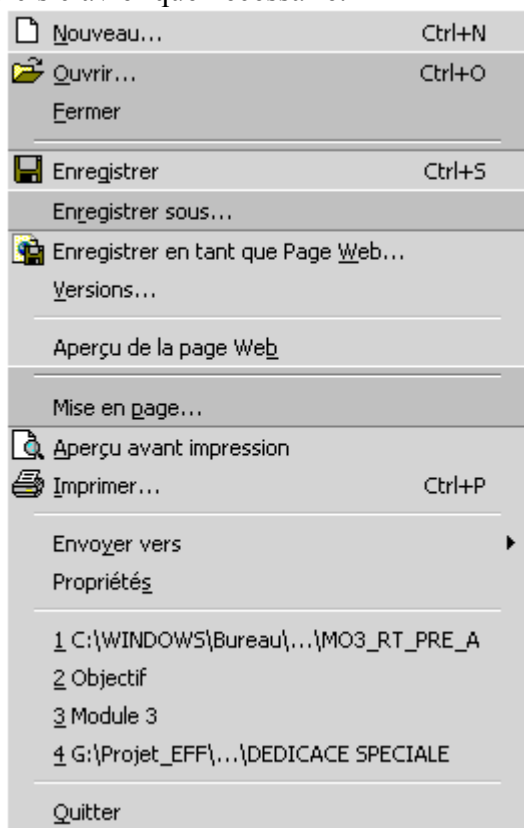 Nouveau... Ctrl+N
Ouvrir... Ctrl+O
Fermer
Enregistrer Ctrl+S
Enregistrer sous...
Enregistrer en tant que Page Web...
Versions...
Aperçu de la page Web
Mise en page...
Aperçu avant impression
Imprimer... Ctrl+P
Envoyer vers
Propriétés
1 C:\WINDOWS\Bureau\...\MO3_RT_PRE_A
2 Objectif
3 Module 3
4 G:\Projet_EFF\...\DEDICACE SPECIALE
Quitter